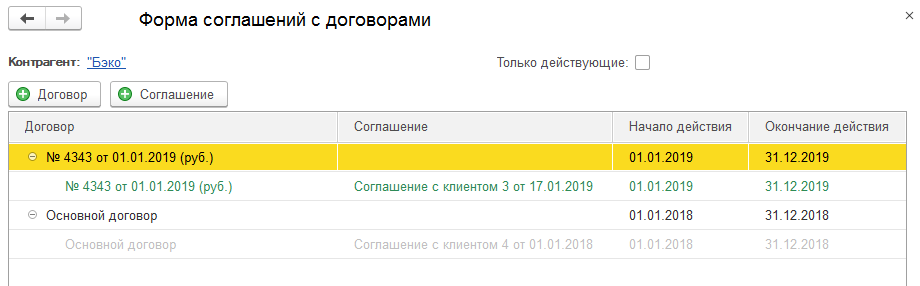 Форма соглашений с договорами
Контрагент: "Бэко" Только действующие:
Договор Соглашение
Договор Соглашение Начало действия Окончание действия
№ 4343 от 01.01.2019 (руб.) 01.01.2019 31.12.2019
№ 4343 от 01.01.2019 (руб.) Соглашение с клиентом 3 от 17.01.2019 01.01.2019 31.12.2019
Основной договор 01.01.2018 31.12.2018
Основной договор Соглашение с клиентом 4 от 01.01.2018 01.01.2018 31.12.2018